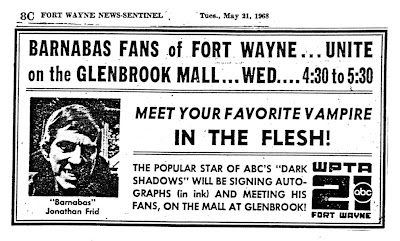 8C FORT WAYNE NEWS-SENTINEL Tues., May 21, 1968
BARNABAS FANS of FORT WAYNE... UNITE
on the GLENBROOK MALL... WED.... 4:30 to 5:30
MEET YOUR FAVORITE VAMPIRE
IN THE FLESH!
"Barnabas"
Jonathan Frid
THE POPULAR STAR OF ABC'S "DARK
SHADOWS" WILL BE SIGNING AUTO-
GRAPHS (in ink) AND MEETING HIS
FANS, ON THE MALL AT GLENBROOK!
WPTA
21 abc
FORT WAYNE